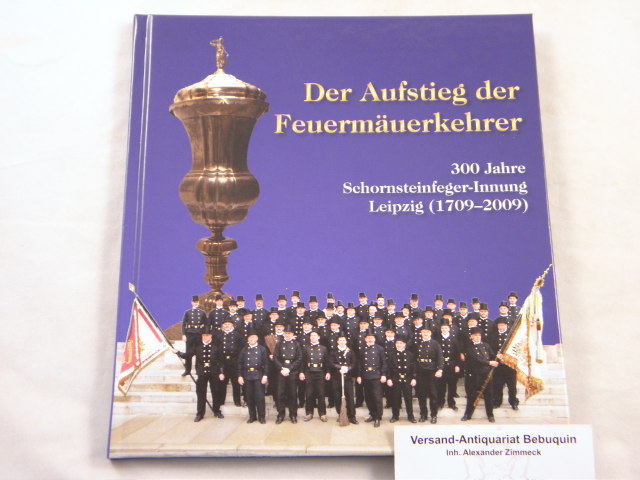 Der Aufstieg der
Feuermäuerkehrer
300 Jahre
Schornsteinfeger-Innung
Leipzig (1709–2009)
Versand-Antiquariat Bebuquin
Inh. Alexander Zimmeck